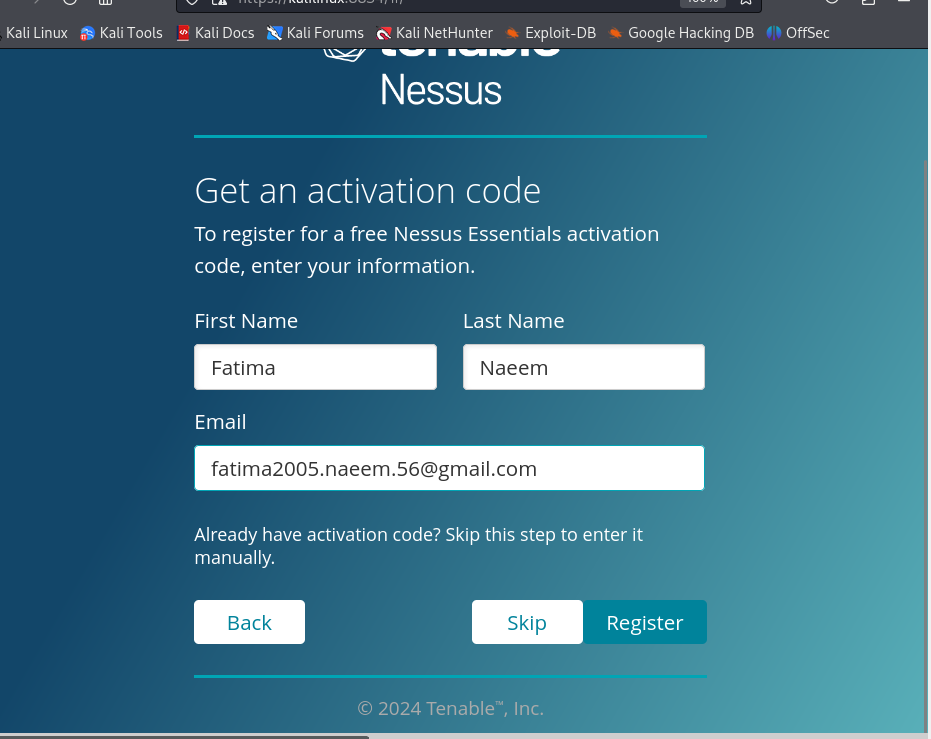 Kali Linux Kali Tools Kali Docs Kali Forums Kali NetHunter Exploit-DB Google Hacking DB OffSec
tenable
Nessus
Get an activation code
To register for a free Nessus Essentials activation
code, enter your information.
First Name Last Name
Fatima Naeem
Email
fatima2005.naeem.56@gmail.com
Already have activation code? Skip this step to enter it
manually.
Back Skip Register
© 2024 Tenable™, Inc.